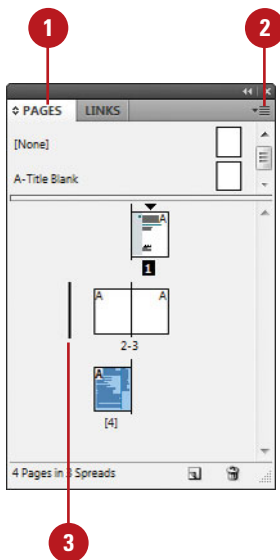 1
2
PAGES
LINKS
[None]
A-Title Blank
A
1
A A
2-3
A
[4]
4 Pages in 3 Spreads
3